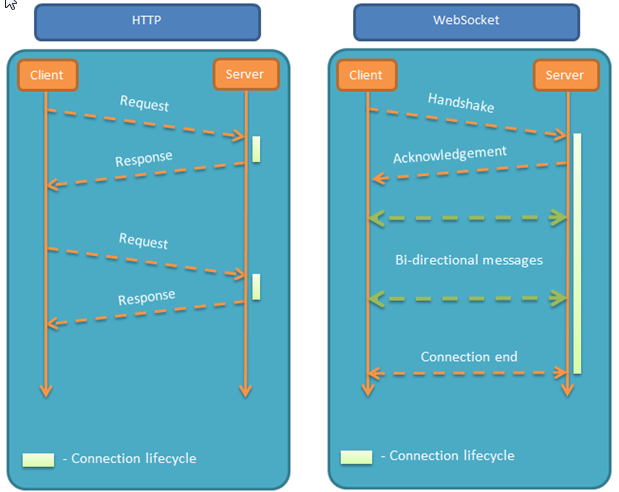 HTTP
Client
Server
Request
Response
Request
Response
- Connection lifecycle
WebSocket
Client
Server
Handshake
Acknowledgement
Bi-directional messages
Connection end
- Connection lifecycle